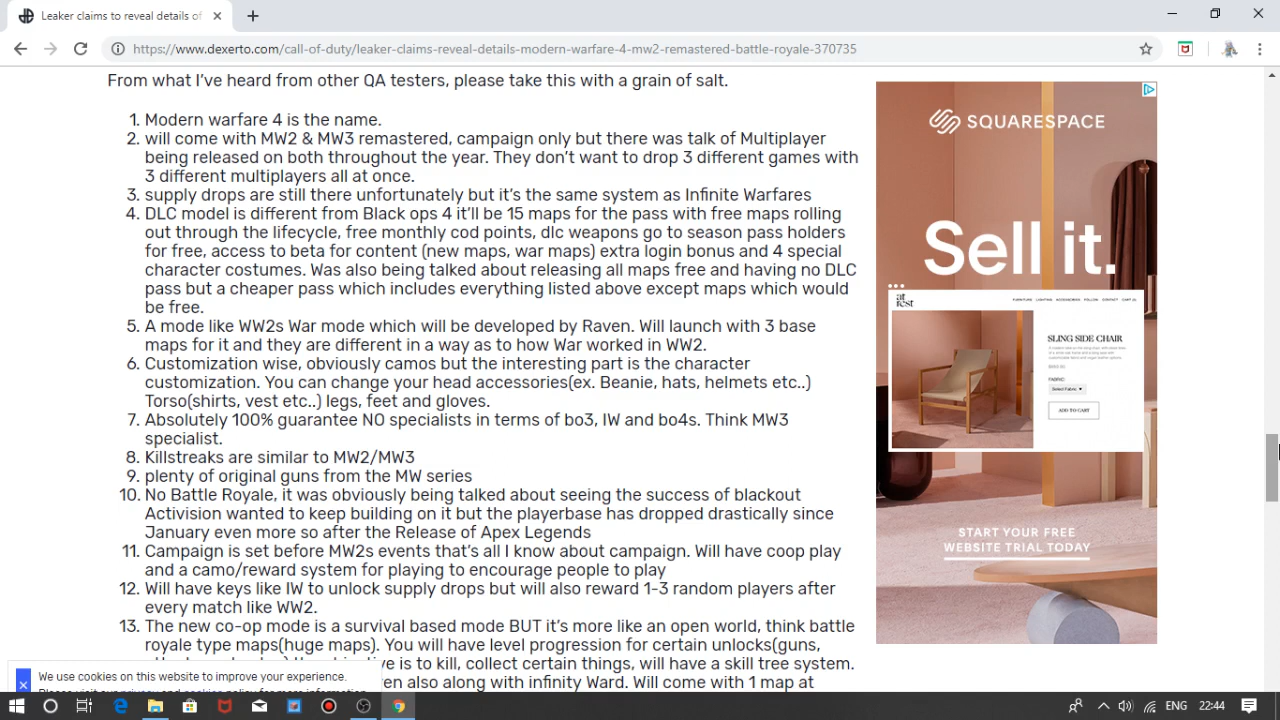 Leaker claims to reveal details of
https://www.dexerto.com/call-of-duty/leaker-claims-reveal-details-modern-warfare-4-mw2-remastered-battle-royale-370735
From what I've heard from other QA testers, please take this with a grain of salt.
1. Modern warfare 4 is the name.
2. will come with MW2 & MW3 remastered, campaign only but there was talk of Multiplayer
being released on both throughout the year. They don't want to drop 3 different games with
3 different multiplayers all at once.
3. supply drops are still there unfortunately but it's the same system as Infinite Warfares
4. DLC model is different from Black ops 4 it'll be 15 maps for the pass with free maps rolling
out through the lifecycle, free monthly cod points, dlc weapons go to season pass holders
for free, access to beta for content (new maps, war maps) extra login bonus and 4 special
character costumes. Was also being talked about releasing all maps free and having no DLC
pass but a cheaper pass which includes everything listed above except maps which would
be free.
5. A mode like WW2s War mode which will be developed by Raven. Will launch with 3 base
maps for it and they are different in a way as to how War worked in WW2.
6. Customization wise, obvious gun camos but the interesting part is the character
customization. You can change your head accessories(ex. Beanie, hats, helmets etc..)
Torso(shirts, vests etc..) legs, feet and gloves.
7. Absolutely 100% guaranteed NO specialists in terms of bo3, IW and bo4s. Think MW3
specialist.
8. Killstreaks are similar to MW2/MW3
9. plenty of original guns from the MW series
10. No Battle Royale, it was obviously being talked about seeing the success of blackout
Activision wanted to keep building on it but the playerbase has dropped drastically since
January even more so after the Release of Apex Legends
11. Campaign is set before MW2s events that's all I know about campaign. Will have coop play
and a camo/reward system for playing to encourage people to play
12. Will have keys like IW to unlock supply drops but will also reward 1-3 random players after
every match like WW2.
13. The new co-op mode is a survival based mode BUT it's more like an open world, think battle
royale type maps(huge maps). You will have level progression for certain unlocks(guns,
is to kill, collect certain things, will have a skill tree system.
also along with infinity Ward. Will come with 1 map at
We use cookies on this website to improve your experience.
SQUARESPACE
Sell it.
at
rest
FURNITURE LIGHTING ACCESSORIES FOLLOW CONTACT CART
SLING SIDE CHAIR
FABRIC
Select Fabric
ADD TO CART
START YOUR FREE
WEBSITE TRIAL TODAY
ENG 22:44